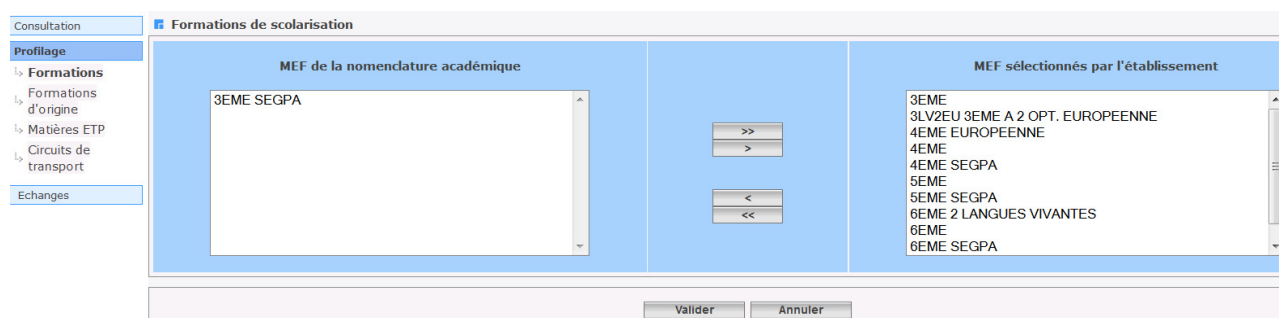 Consultation
Profilage
Formations
Formations
d'origine
Matières ETP
Circuits de
transport
Echanges
Formations de scolarisation
MEF de la nomenclature académique
3EME SEGPA
>>
>
<
<<
MEF sélectionnés par l'établissement
3EME
3LV2EU 3EME A 2 OPT. EUROPEENNE
4EME EUROPEENNE
4EME
4EME SEGPA
5EME
5EME SEGPA
6EME 2 LANGUES VIVANTES
6EME
6EME SEGPA
Valider
Annuler